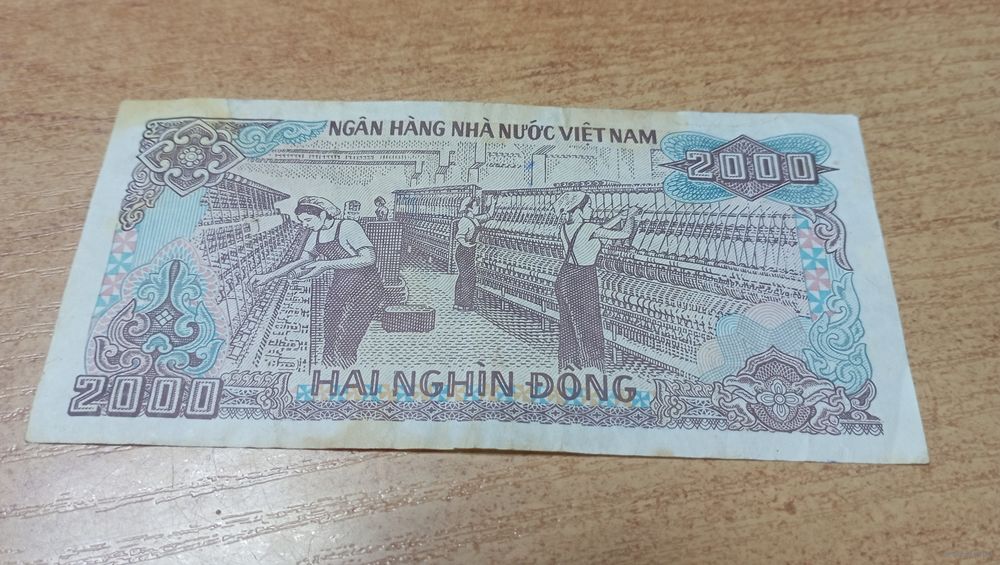 NGÂN HÀNG NHÀ NƯỚC VIỆT NAM
2000
2000
HAI NGHÌN ĐỒNG